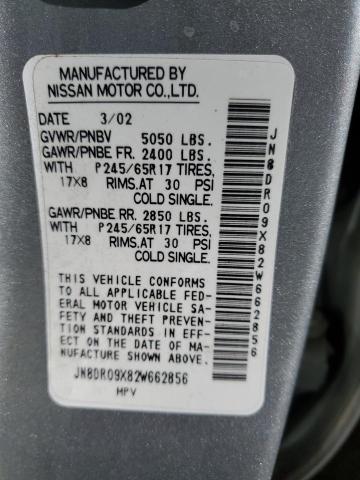 MANUFACTURED BY
NISSAN MOTOR CO.,LTD.
DATE 3/02
GVWR/PNBV 5050 LBS.
GAWR/PNBE FR. 2400 LBS.
WITH P245/65R17 TIRES,
17X8 RIMS,AT 30 PSI
COLD SINGLE.
GAWR/PNBE RR. 2850 LBS.
WITH P245/65R17 TIRES,
17X8 RIMS,AT 30 PSI
COLD SINGLE.
THIS VEHICLE CONFORMS
TO ALL APPLICABLE FED-
ERAL MOTOR VEHICLE SA-
FETY AND THEFT PREVEN-
TION STANDARDS IN EFF-
ECT ON THE DATE OF MA-
NUFACTURE SHOWN ABOVE.
JN8DR09X82W662856
MPV
JN8DR09X82W662856